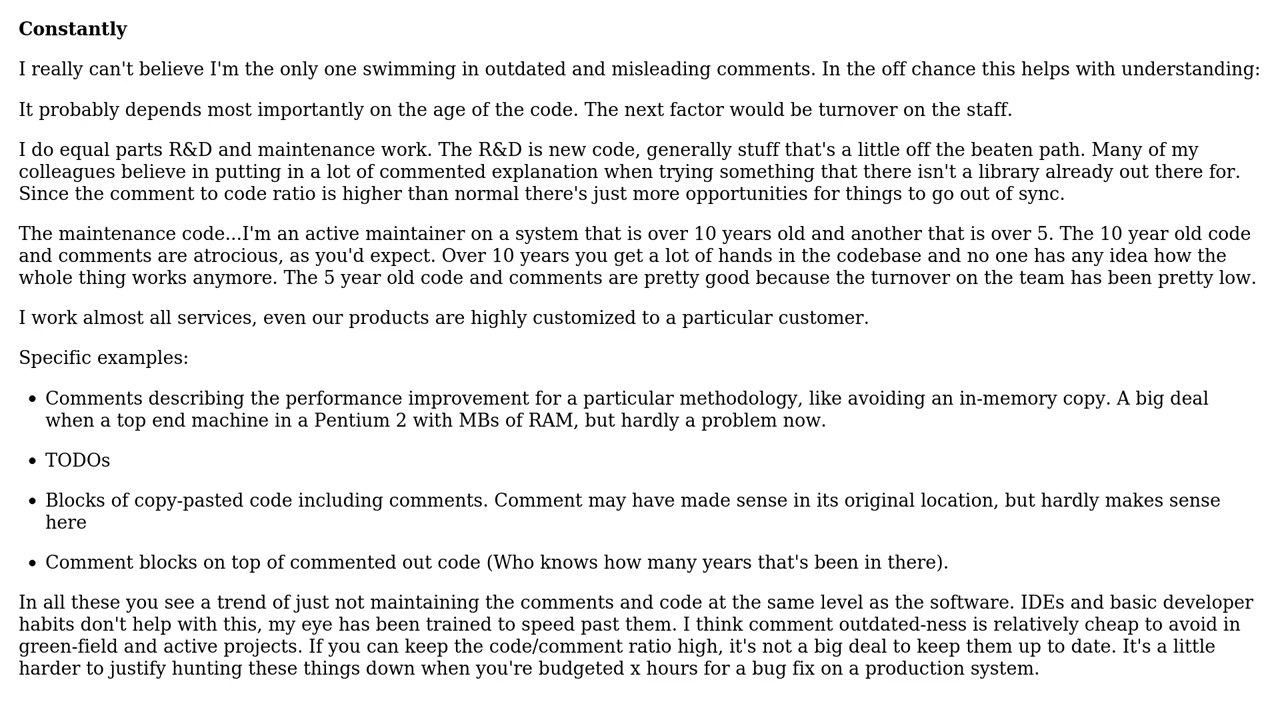 Constantly
I really can't believe I'm the only one swimming in outdated and misleading comments. In the off chance this helps with understanding:
It probably depends most importantly on the age of the code. The next factor would be turnover on the staff.
I do equal parts R&D and maintenance work. The R&D is new code, generally stuff that's a little off the beaten path. Many of my
colleagues believe in putting in a lot of commented explanation when trying something that there isn't a library already out there for.
Since the comment to code ratio is higher than normal there's just more opportunities for things to go out of sync.
The maintenance code...I'm an active maintainer on a system that is over 10 years old and another that is over 5. The 10 year old code
and comments are atrocious, as you'd expect. Over 10 years you get a lot of hands in the codebase and no one has any idea how the
whole thing works anymore. The 5 year old code and comments are pretty good because the turnover on the team has been pretty low.
I work almost all services, even our products are highly customized to a particular customer.
Specific examples:
• Comments describing the performance improvement for a particular methodology, like avoiding an in-memory copy. A big deal
when a top end machine in a Pentium 2 with MBs of RAM, but hardly a problem now.
• TODOs
• Blocks of copy-pasted code including comments. Comment may have made sense in its original location, but hardly makes sense
here
• Comment blocks on top of commented out code (Who knows how many years that's been in there).
In all these you see a trend of just not maintaining the comments and code at the same level as the software. IDEs and basic developer
habits don't help with this, my eye has been trained to speed past them. I think comment outdated-ness is relatively cheap to avoid in
green-field and active projects. If you can keep the code/comment ratio high, it's not a big deal to keep them up to date. It's a little
harder to justify hunting these things down when you're budgeted x hours for a bug fix on a production system.